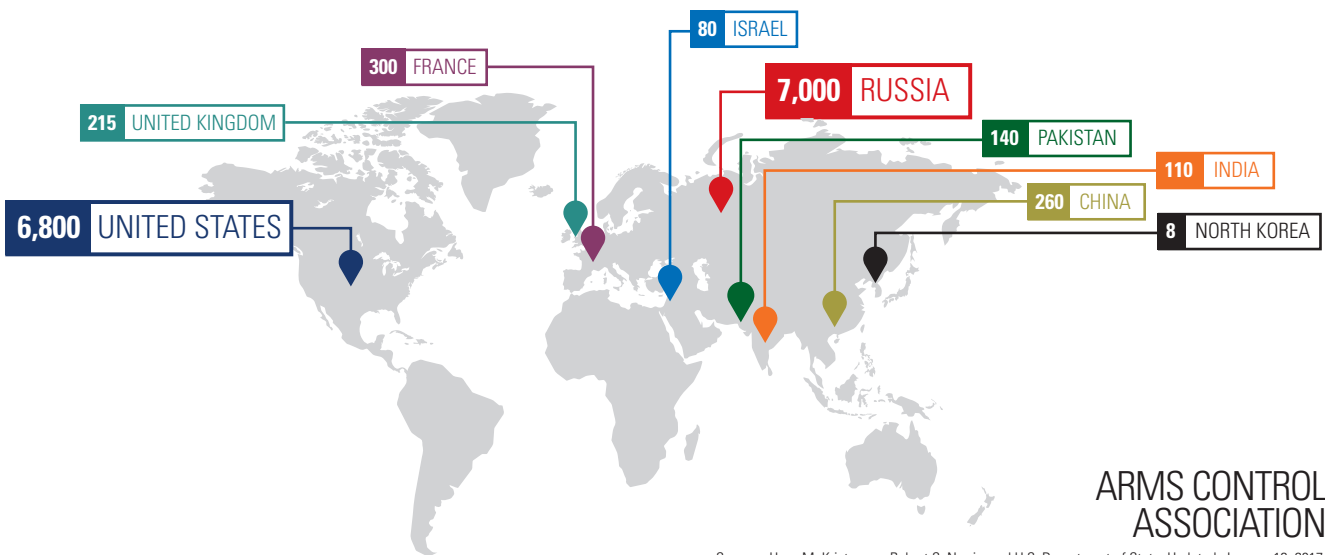 80 ISRAEL
300 FRANCE
7,000 RUSSIA
215 UNITED KINGDOM
140 PAKISTAN
110 INDIA
260 CHINA
6,800 UNITED STATES
8 NORTH KOREA
ARMS CONTROL
ASSOCIATION